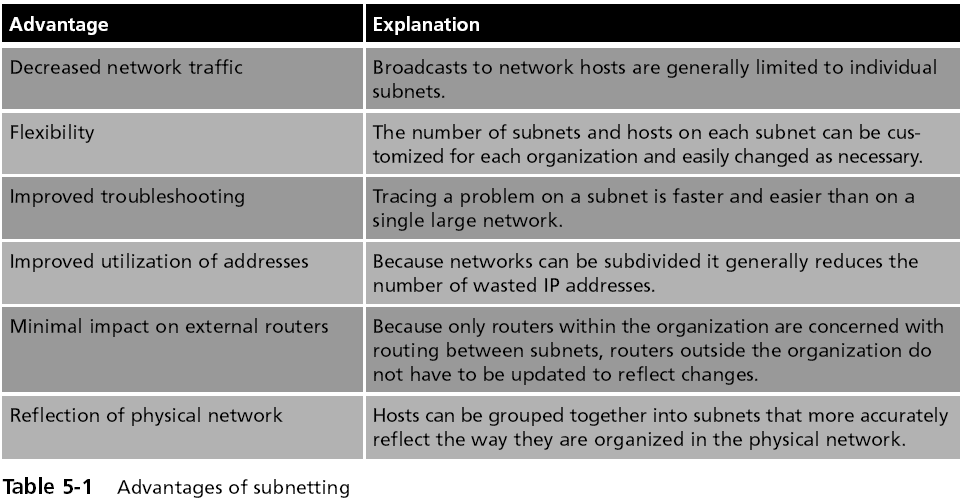 Advantage Explanation
Decreased network traffic Broadcasts to network hosts are generally limited to individual
subnets.
Flexibility The number of subnets and hosts on each subnet can be cus-
tomized for each organization and easily changed as necessary.
Improved troubleshooting Tracing a problem on a subnet is faster and easier than on a
single large network.
Improved utilization of addresses Because networks can be subdivided it generally reduces the
number of wasted IP addresses.
Minimal impact on external routers Because only routers within the organization are concerned with
routing between subnets, routers outside the organization do
not have to be updated to reflect changes.
Reflection of physical network Hosts can be grouped together into subnets that more accurately
reflect the way they are organized in the physical network.
Table 5-1 Advantages of subnetting